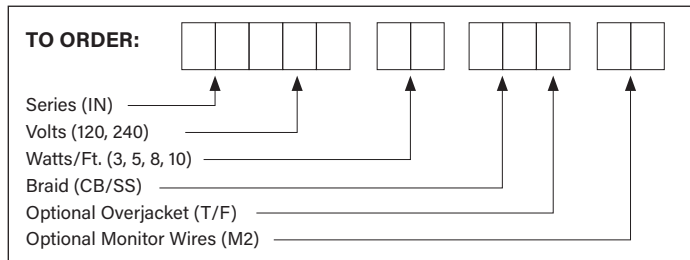 TO ORDER:
Series (IN)
Volts (120, 240)
Watts/Ft. (3, 5, 8, 10)
Braid (CB/SS)
Optional Overjacket (T/F)
Optional Monitor Wires (M2)